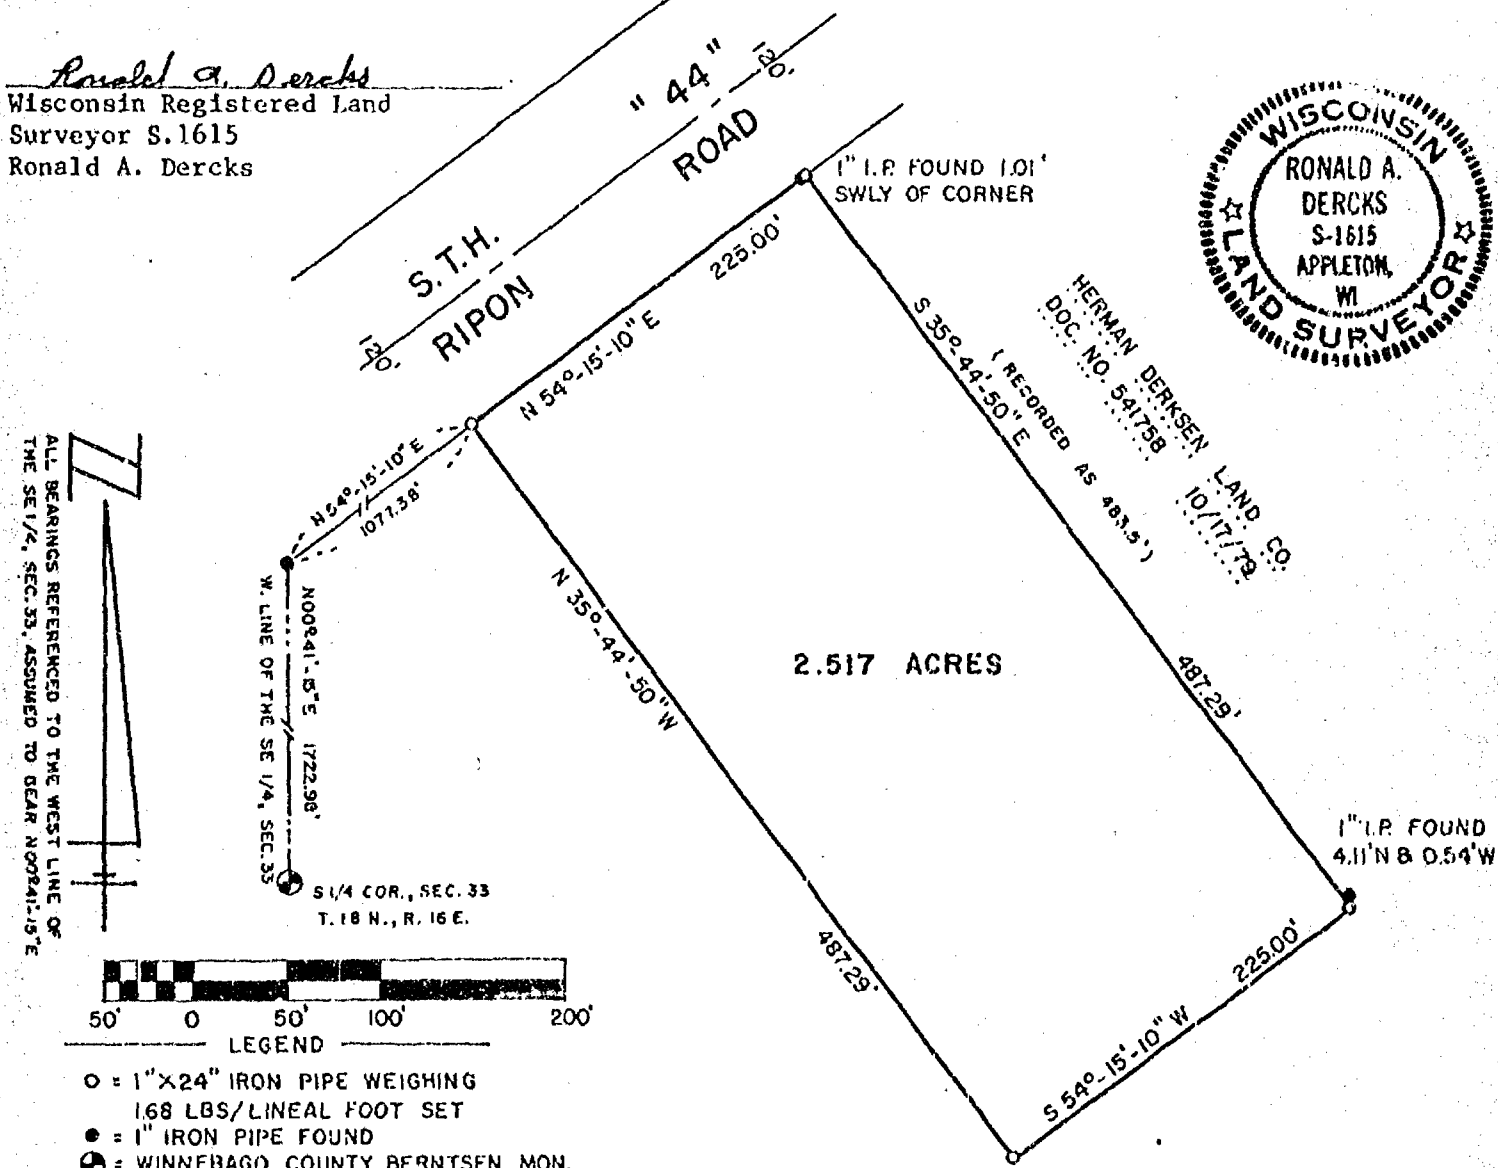 Ronald A. Dercks
Wisconsin Registered Land
Surveyor S.1615
Ronald A. Dercks
S.T.H. "44"
RIPON ROAD
120'
120'
1" I.P. FOUND 1.01'
SWLY OF CORNER
WISCONSIN
RONALD A.
DERCKS
S-1615
APPLETON,
WI
LAND SURVEYOR
N 54°-15'-10" E
225.00'
S 35°-44'-50" E
487.29'
(RECORDED AS 483.5')
HERMAN DERKSEN LAND CO.
DOC. NO. 541758 10/17/79
N 54°-15'-10" E
1077.38'
N00°41'-15"E 1722.98'
W. LINE OF THE SE 1/4, SEC.33
N 35°-44'-50" W
487.29'
2.517 ACRES
ALL BEARINGS REFERENCED TO THE WEST LINE OF
THE SE 1/4, SEC. 33, ASSUMED TO BEAR N00°41'-15"E
S 1/4 COR., SEC. 33
T. 18 N., R. 16 E.
1" I.P. FOUND
4.11'N & 0.54'W
225.00'
S 54°-15'-10" W
50' 0 50' 100' 200'
LEGEND
O = 1"X24" IRON PIPE WEIGHING
1.68 LBS/LINEAL FOOT SET
● = 1" IRON PIPE FOUND
= WINNEBAGO COUNTY BERNTSEN MON.